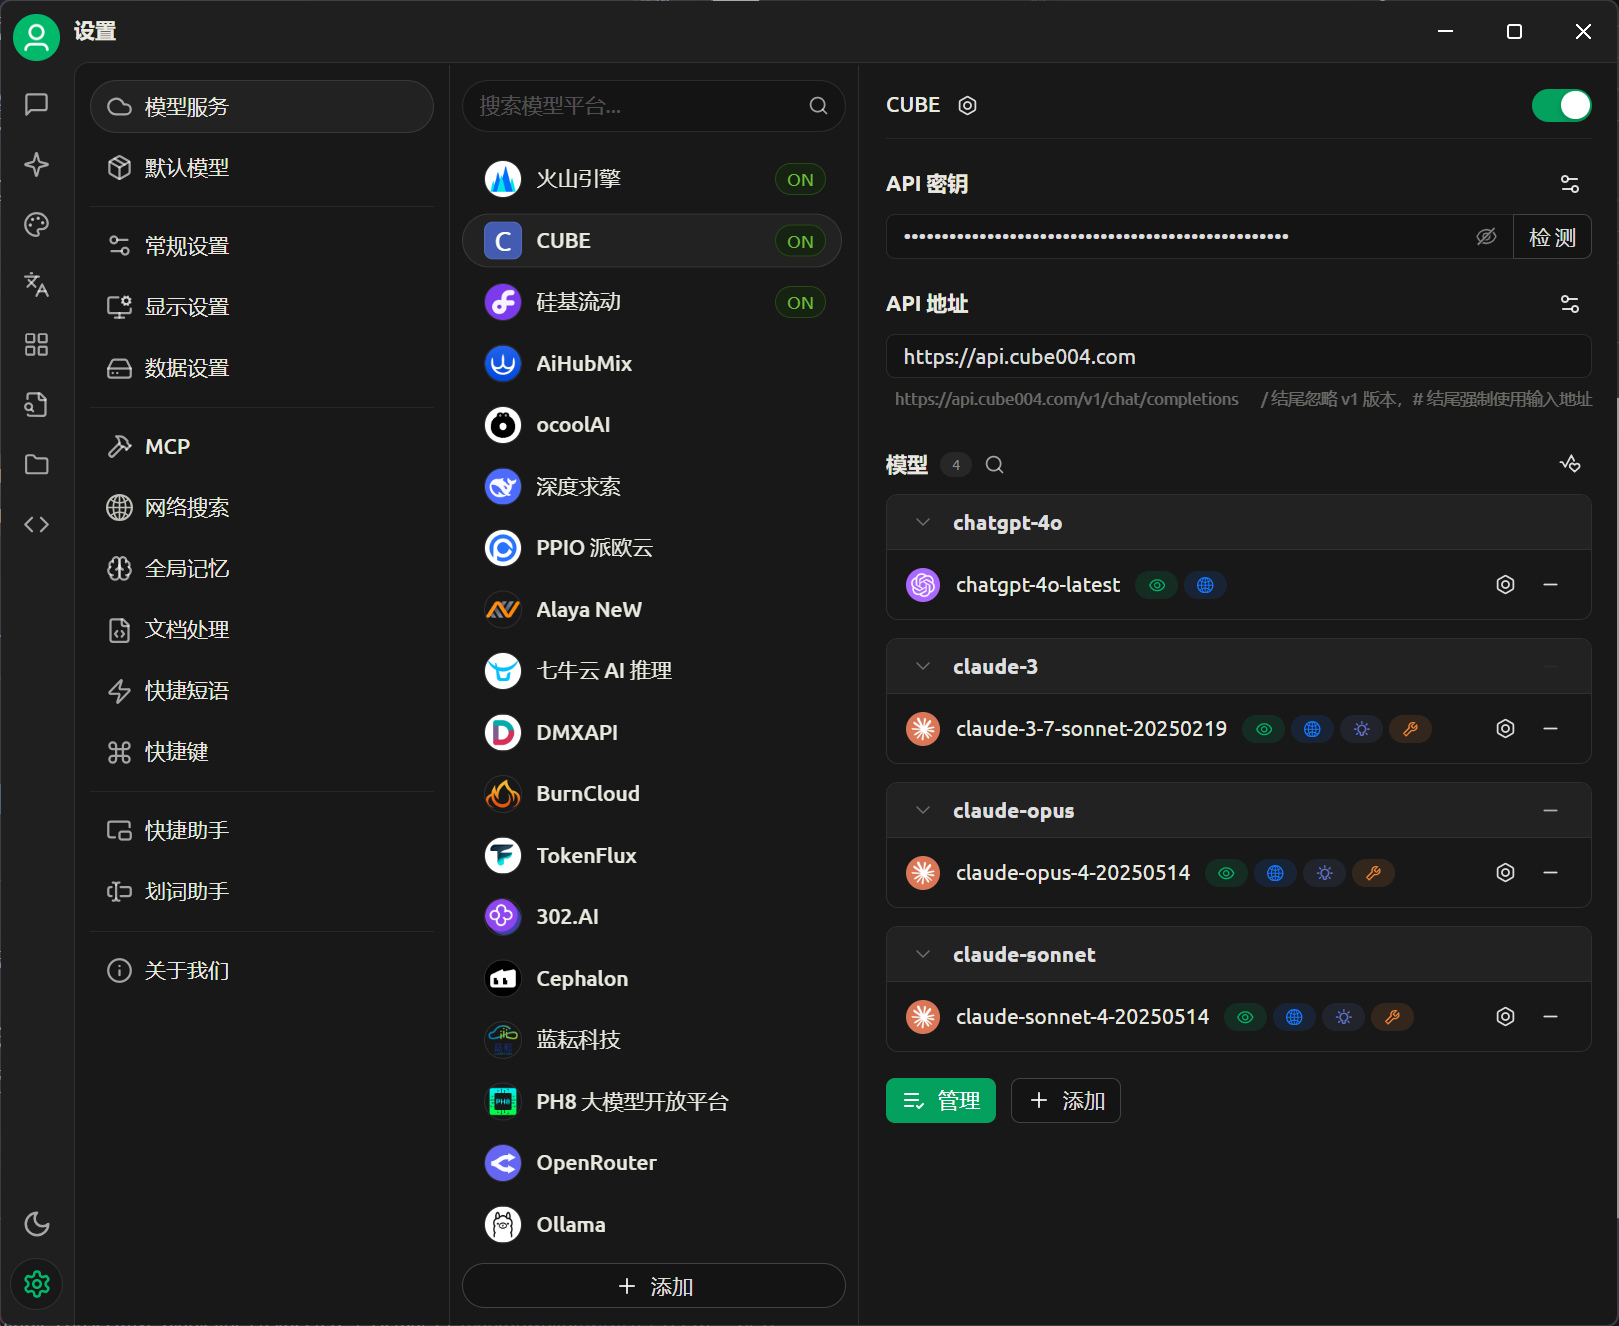 设置
模型服务
默认模型
常规设置
显示设置
数据设置
MCP
网络搜索
全局记忆
文档处理
快捷短语
快捷键
快捷助手
划词助手
关于我们
搜索模型平台...
火山引擎 ON
C CUBE ON
硅基流动 ON
AiHubMix
ocoolAI
深度求索
PPIO 派欧云
Alaya NeW
七牛云 AI 推理
DMXAPI
BurnCloud
TokenFlux
302.AI
Cephalon
蓝耘科技
PH8 大模型开放平台
OpenRouter
Ollama
添加
CUBE
API 密钥
检测
API 地址
https://api.cube004.com
https://api.cube004.com/v1/chat/completions / 结尾忽略 v1 版本，# 结尾强制使用输入地址
模型 4
chatgpt-4o
chatgpt-4o-latest
claude-3
claude-3-7-sonnet-20250219
claude-opus
claude-opus-4-20250514
claude-sonnet
claude-sonnet-4-20250514
管理 添加